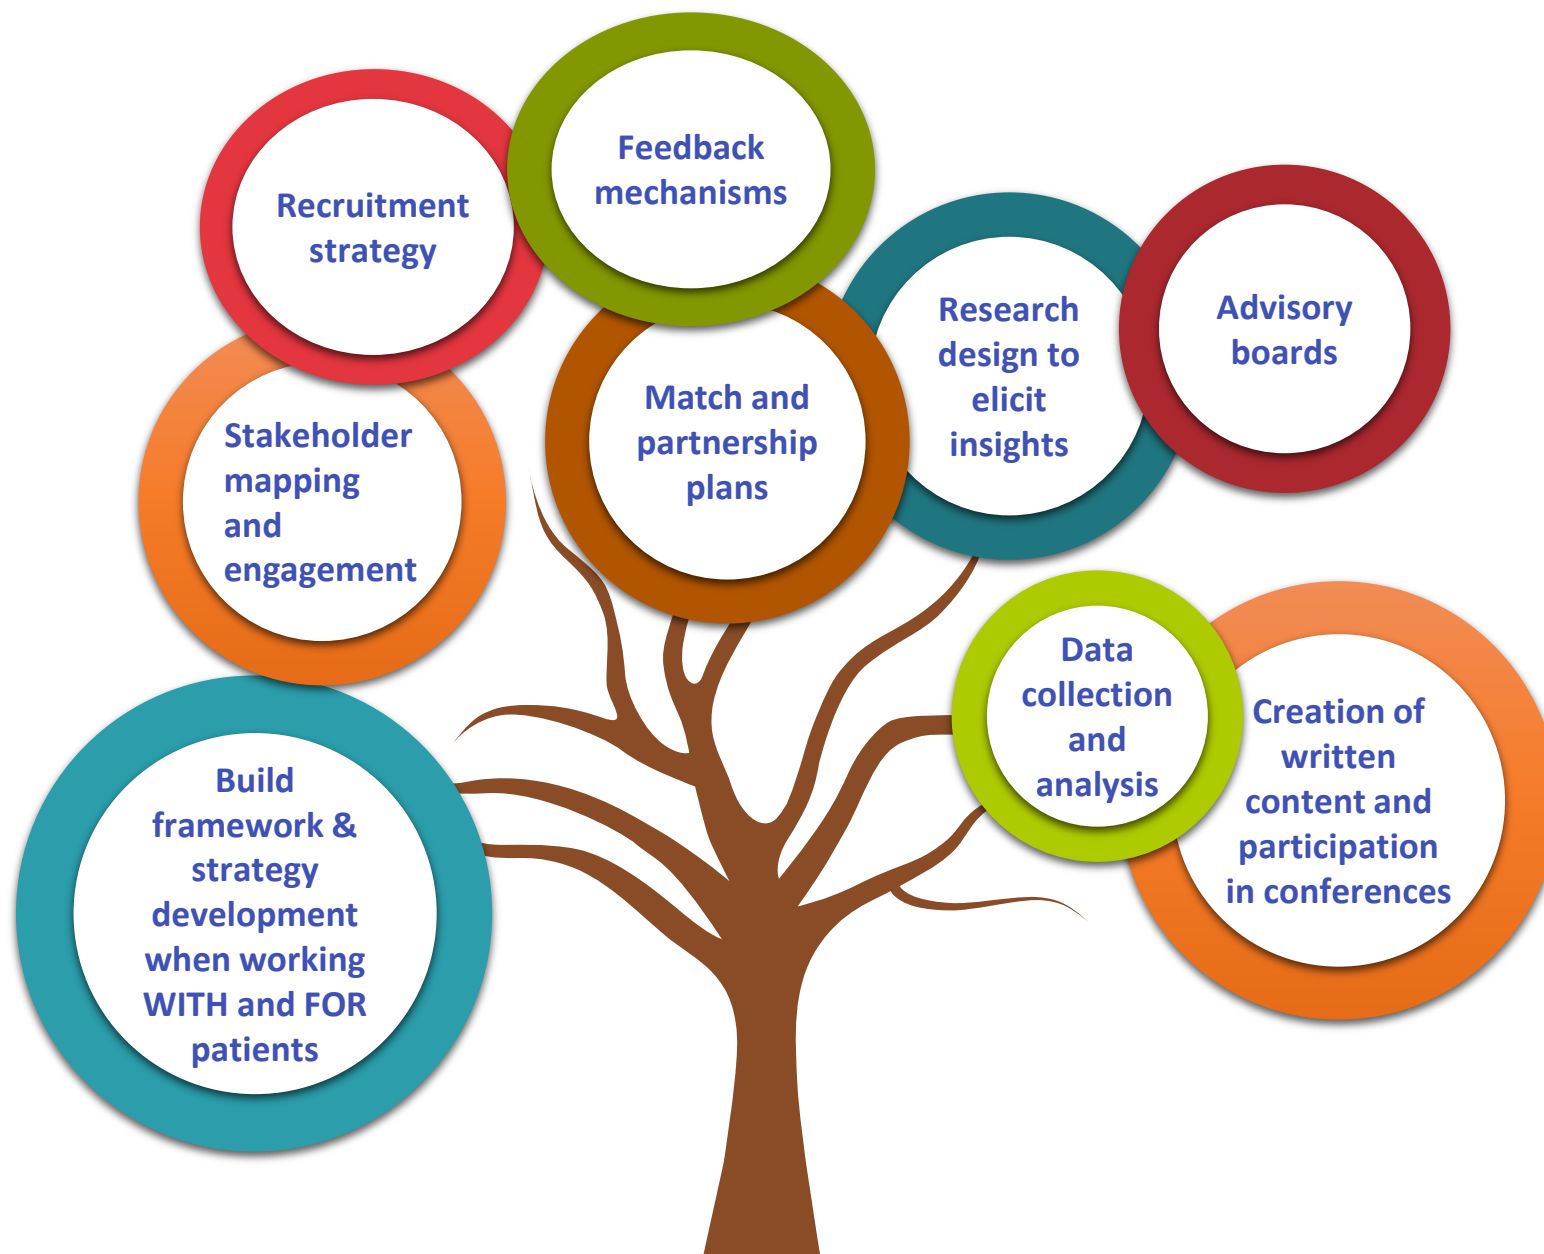 Feedback
mechanisms
Recruitment
strategy
Research
design to
elicit
insights
Advisory
boards
Match and
partnership
plans
Stakeholder
mapping
and
engagement
Data
collection
and
analysis
Creation of
written
content and
participation
in conferences
Build
framework &
strategy
development
when working
WITH and FOR
patients